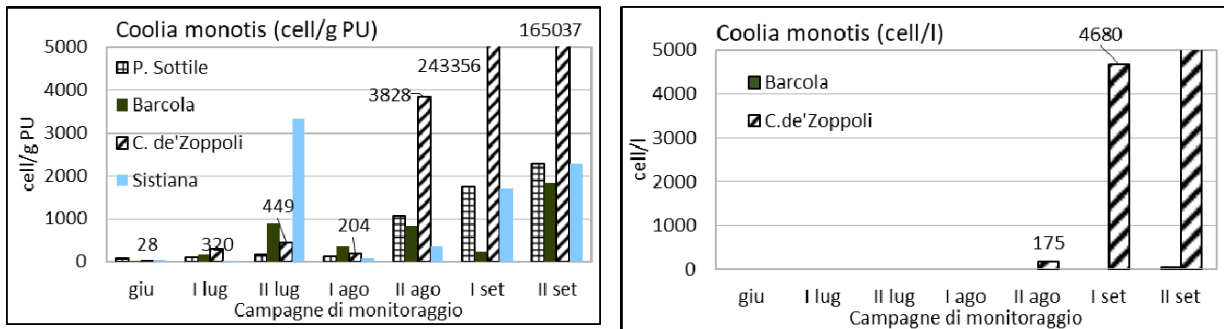 Coolia monotis (cell/g PU)
165037
5000
243356
P. Sottile
Barcola
4000
3828
C. de'Zoppoli
3000
Sistiana
cell/g PU
2000
1000
449
28
320
204
0
giu
I lug
II lug
I ago
II ago
I set
II set
Campagne di monitoraggio
Coolia monotis (cell/l)
4680
5000
Barcola
4000
C.de'Zoppoli
3000
cell/l
2000
1000
175
0
giu
I lug
II lug
I ago
II ago
I set
II set
Campagne di monitoraggio